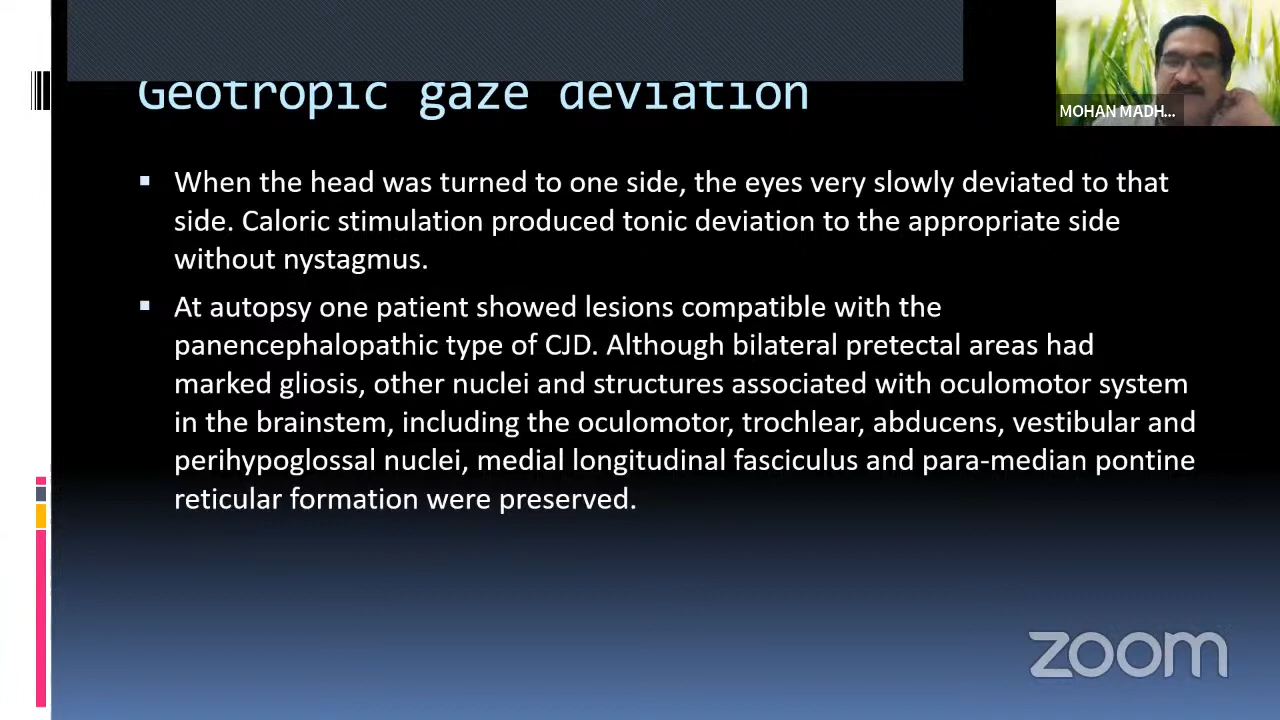 Geotropic gaze deviation
MOHAN MADH...
When the head was turned to one side, the eyes very slowly deviated to that
side. Caloric stimulation produced tonic deviation to the appropriate side
without nystagmus.
At autopsy one patient showed lesions compatible with the
panencephalopathic type of CJD. Although bilateral pretectal areas had
marked gliosis, other nuclei and structures associated with oculomotor system
in the brainstem, including the oculomotor, trochlear, abducens, vestibular and
perihypoglossal nuclei, medial longitudinal fasciculus and para-median pontine
reticular formation were preserved.
zoom